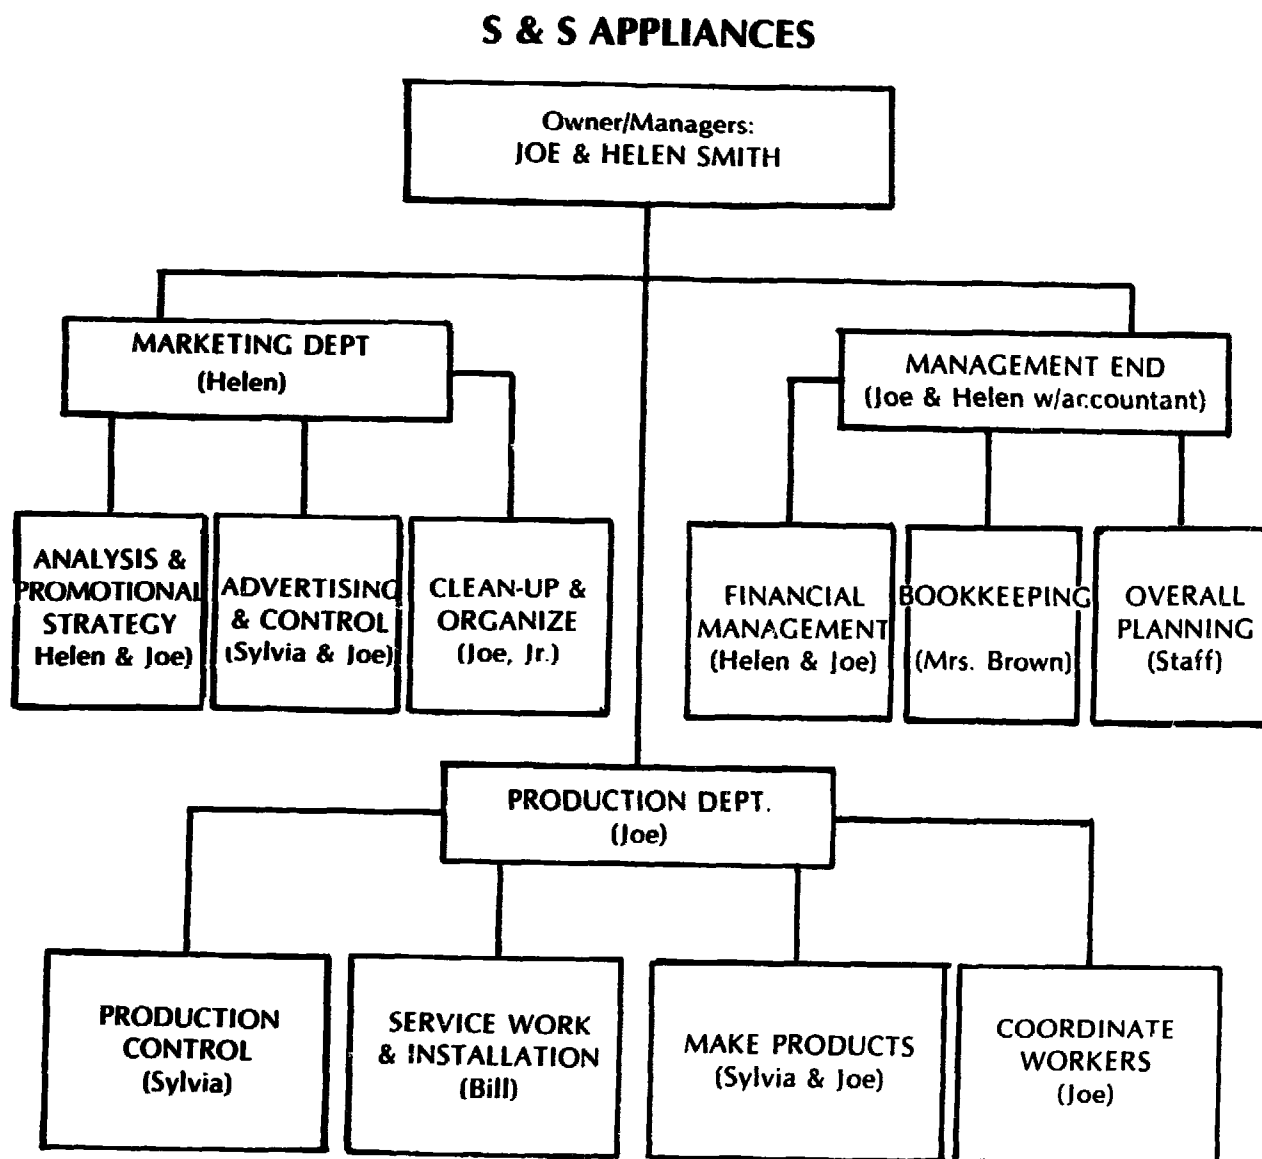 S & S APPLIANCES
Owner/Managers:
JOE & HELEN SMITH
MARKETING DEPT
(Helen)
MANAGEMENT END
(Joe & Helen w/accountant)
ANALYSIS &
PROMOTIONAL
STRATEGY
Helen & Joe)
ADVERTISING
& CONTROL
(Sylvia & Joe)
CLEAN-UP &
ORGANIZE
(Joe, Jr.)
FINANCIAL
MANAGEMENT
(Helen & Joe)
BOOKKEEPING
(Mrs. Brown)
OVERALL
PLANNING
(Staff)
PRODUCTION DEPT.
(Joe)
PRODUCTION
CONTROL
(Sylvia)
SERVICE WORK
& INSTALLATION
(Bill)
MAKE PRODUCTS
(Sylvia & Joe)
COORDINATE
WORKERS
(Joe)